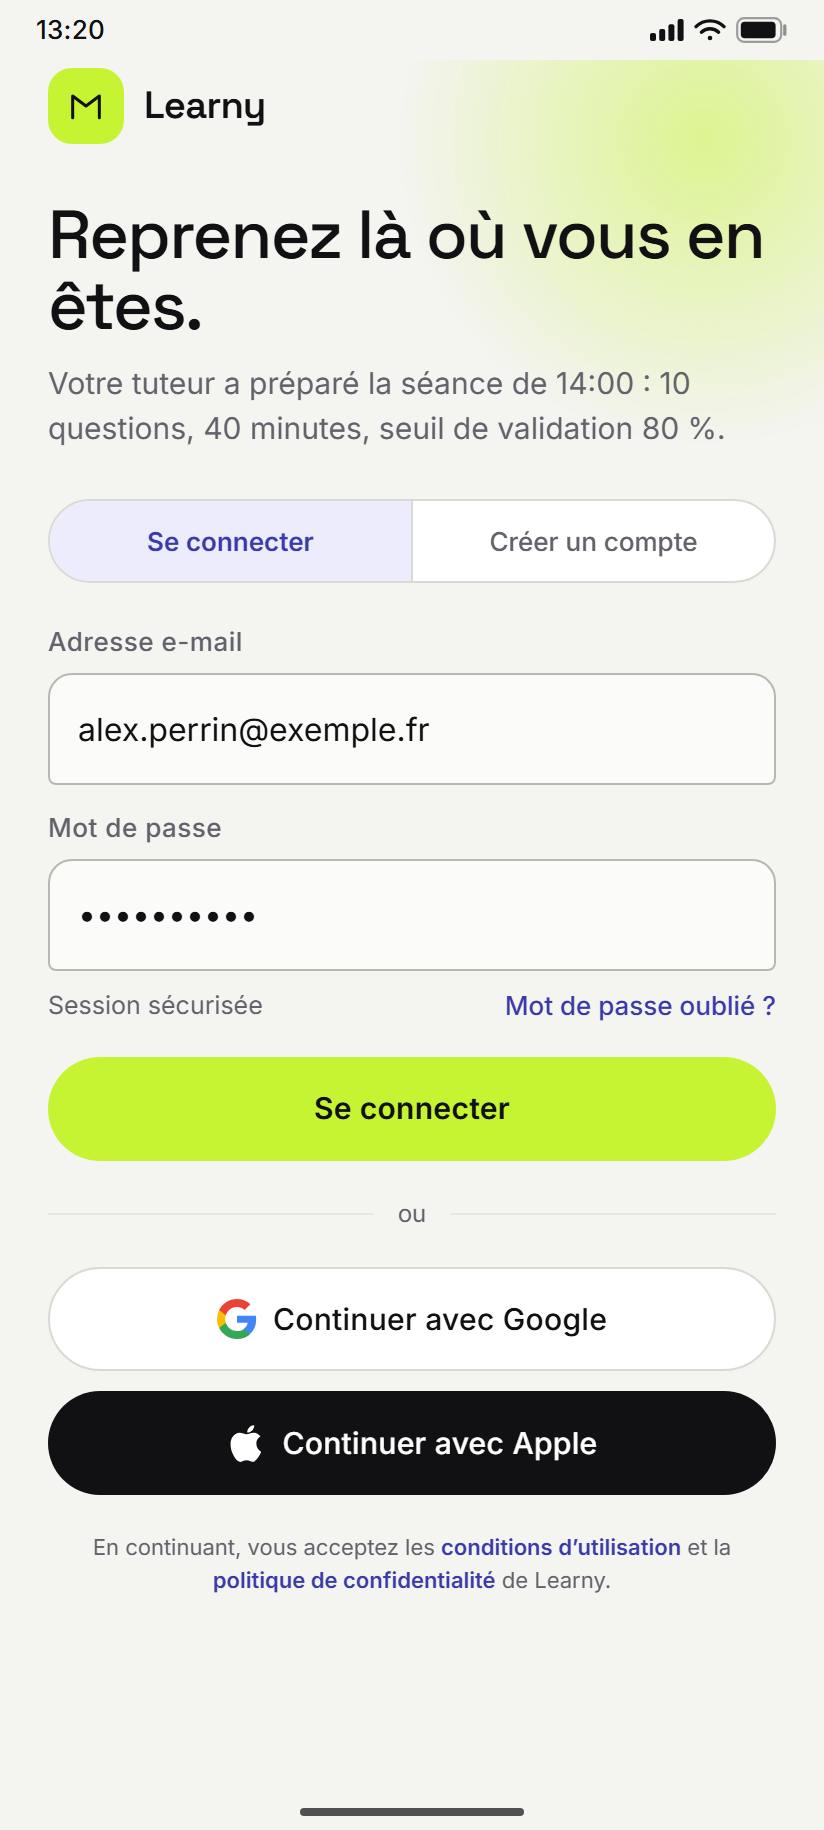 13:20
Learny
Reprenez là où vous en
êtes.
Votre tuteur a préparé la séance de 14:00 : 10
questions, 40 minutes, seuil de validation 80 %.
Se connecter
Créer un compte
Adresse e-mail
alex.perrin@exemple.fr
Mot de passe
••••••••••
Session sécurisée
Mot de passe oublié ?
Se connecter
ou
Continuer avec Google
Continuer avec Apple
En continuant, vous acceptez les conditions d’utilisation et la
politique de confidentialité de Learny.